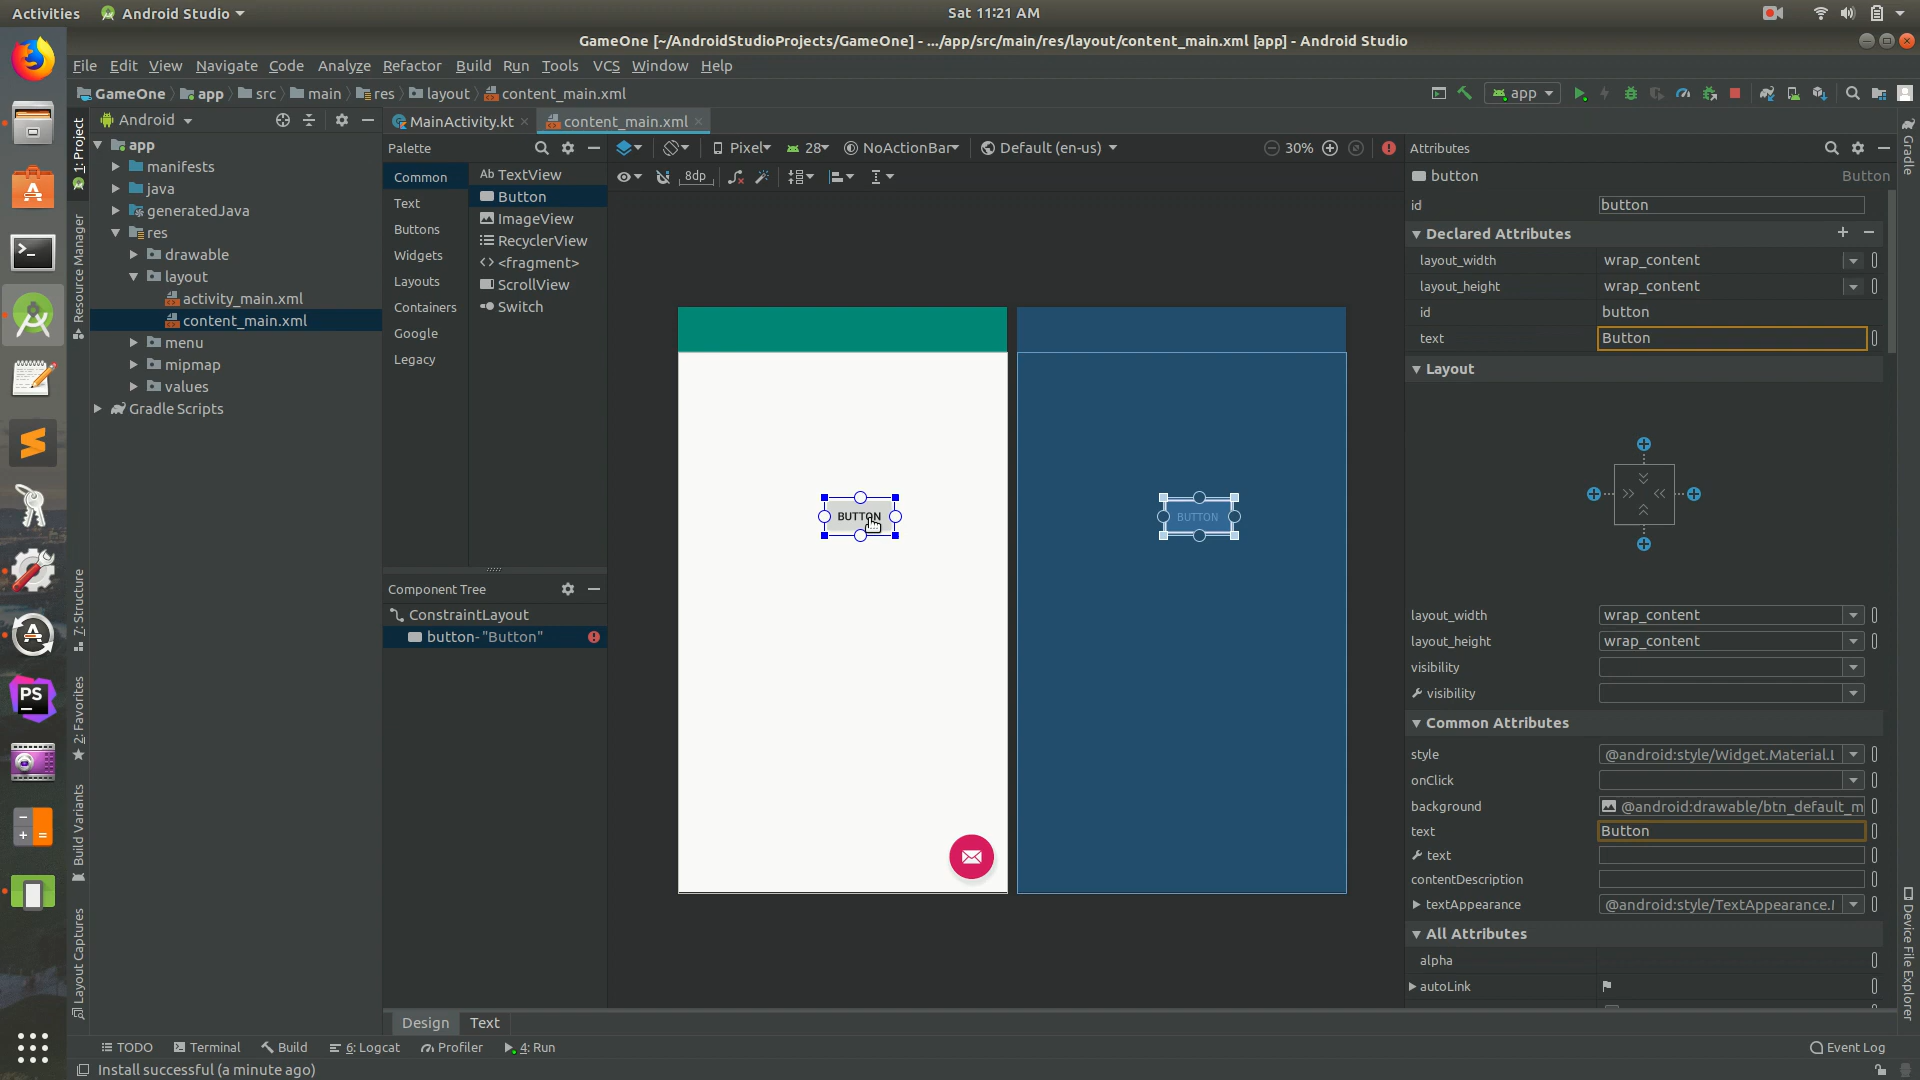 Activities Android Studio Sat 11:21 AM
GameOne [~/AndroidStudioProjects/GameOne] - .../app/src/main/res/layout/content_main.xml [app] - Android Studio
File Edit View Navigate Code Analyze Refactor Build Run Tools VCS Window Help
GameOne app src main res layout content_main.xml app
Android MainActivity.kt content_main.xml
1: Project
Resource Manager
7: Structure
2: Favorites
Build Variants
Layout Captures
app
manifests
java
generatedJava
res
drawable
layout
activity_main.xml
content_main.xml
menu
mipmap
values
Gradle Scripts
Palette
Common
Text
Buttons
Widgets
Layouts
Containers
Google
Legacy
Ab TextView
Button
ImageView
RecyclerView
<fragment>
ScrollView
Switch
Component Tree
ConstraintLayout
button- "Button"
Pixel 28 NoActionBar Default (en-us) 30%
8dp
BUTTON
BUTTON
Attributes
button Button
id button
Declared Attributes
layout_width wrap_content
layout_height wrap_content
id button
text Button
Layout
layout_width wrap_content
layout_height wrap_content
visibility
visibility
Common Attributes
style @android:style/Widget.Material.L
onClick
background @android:drawable/btn_default_m
text Button
text
contentDescription
textAppearance @android:style/TextAppearance.
All Attributes
alpha
autoLink
Gradle
Device File Explorer
PS
Design Text
TODO Terminal Build 6: Logcat Profiler 4: Run Event Log
Install successful (a minute ago)